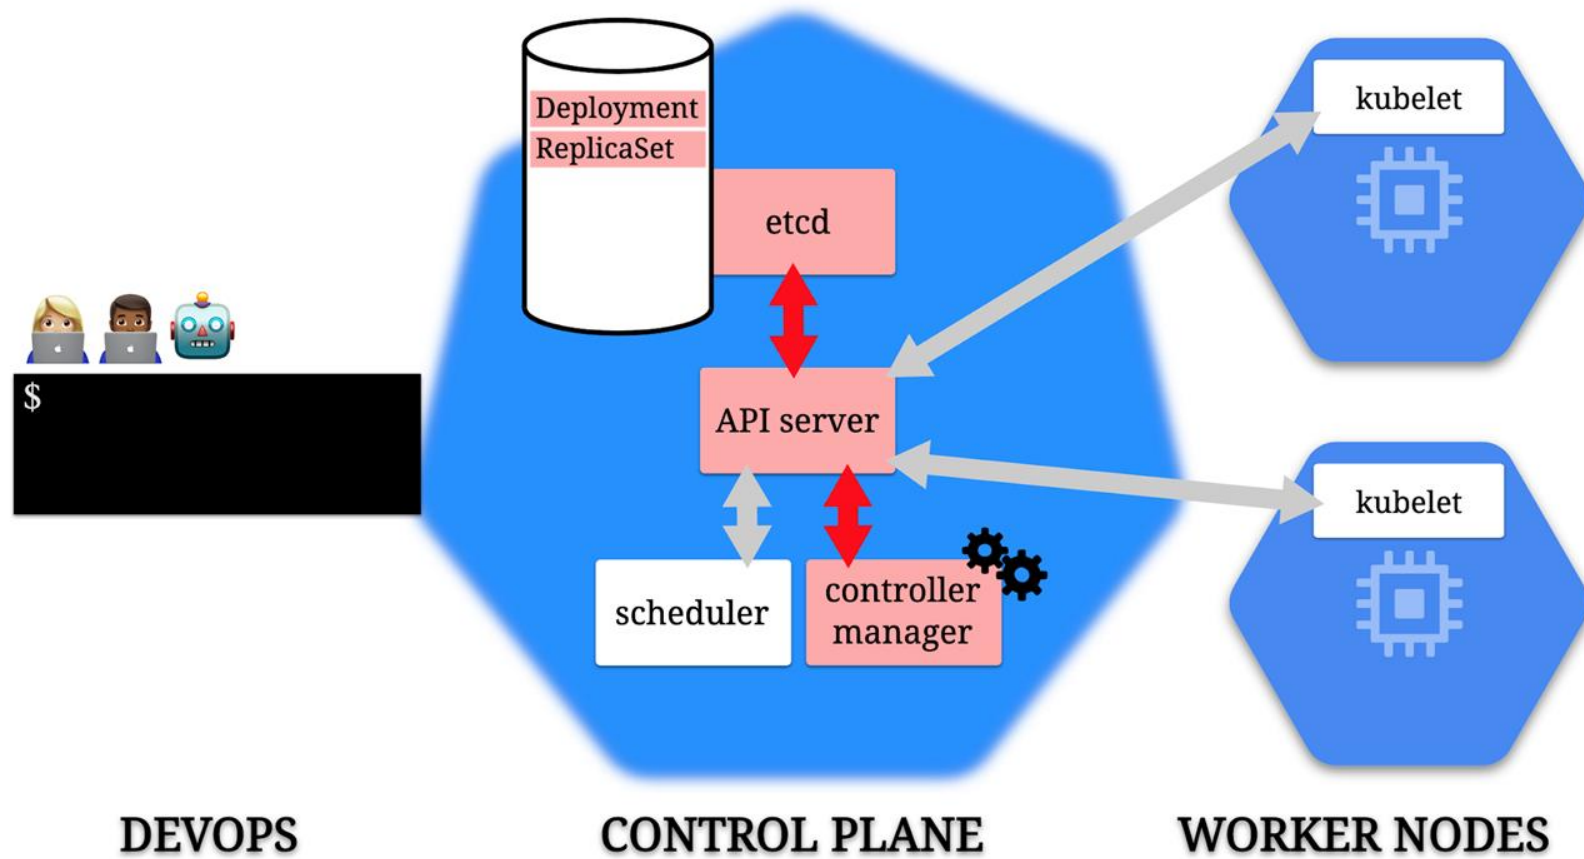 Deployment
ReplicaSet
etcd
kubelet
$
API server
kubelet
scheduler
controller
manager
DEVOPS
CONTROL PLANE
WORKER NODES